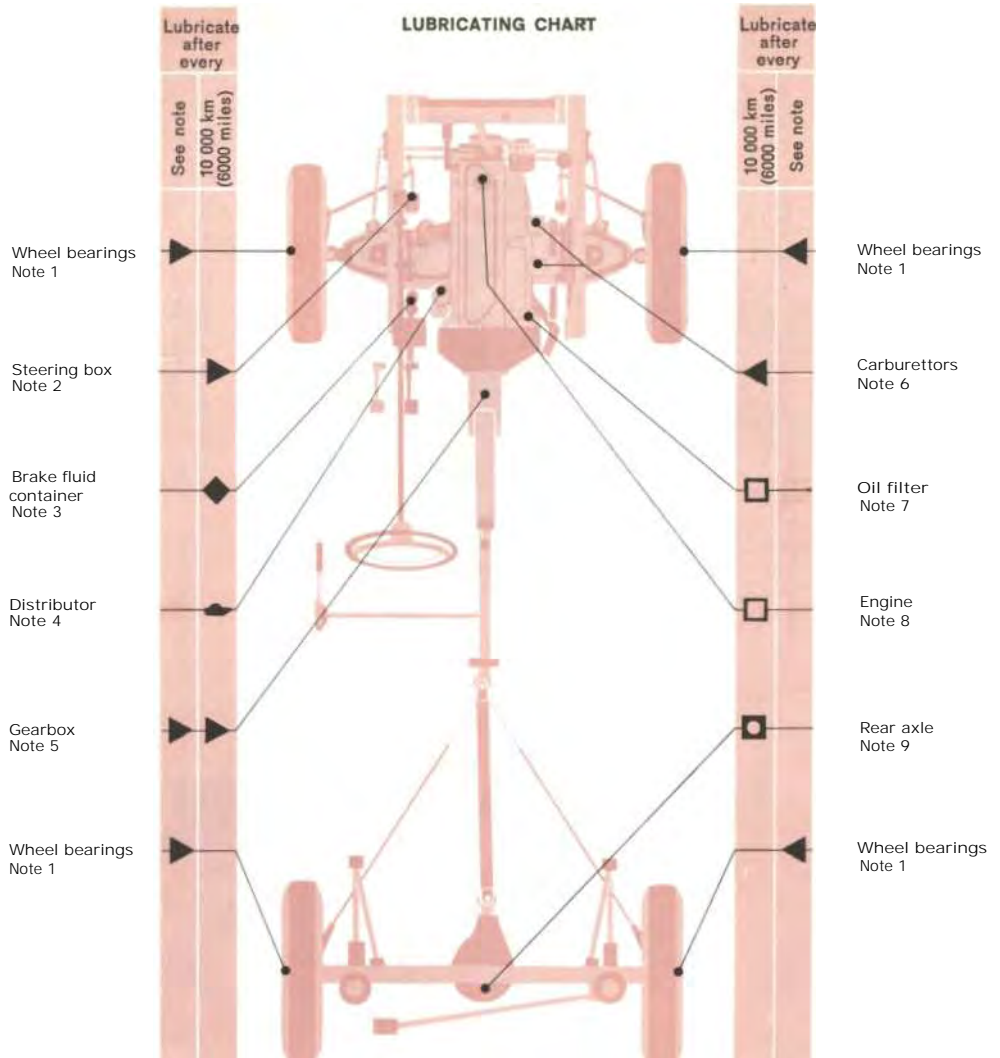 LUBRICATING CHART
Lubricate
after
every
See note
10 000 km
(6000 miles)
Wheel bearings
Note 1
Steering box
Note 2
Brake fluid
container
Note 3
Distributor
Note 4
Gearbox
Note 5
Wheel bearings
Note 1
Lubricate
after
every
10 000 km
(6000 miles)
See note
Wheel bearings
Note 1
Carburettors
Note 6
Oil filter
Note 7
Engine
Note 8
Rear axle
Note 9
Wheel bearings
Note 1